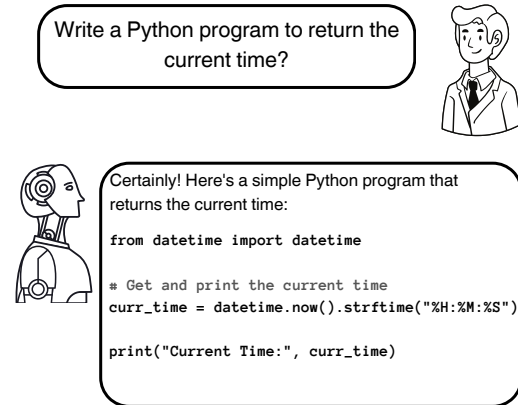 Write a Python program to return the
current time?
Certainly! Here's a simple Python program that
returns the current time:
from datetime import datetime
# Get and print the current time
curr_time = datetime.now().strftime("%H:%M:%S")
print("Current Time:", curr_time)